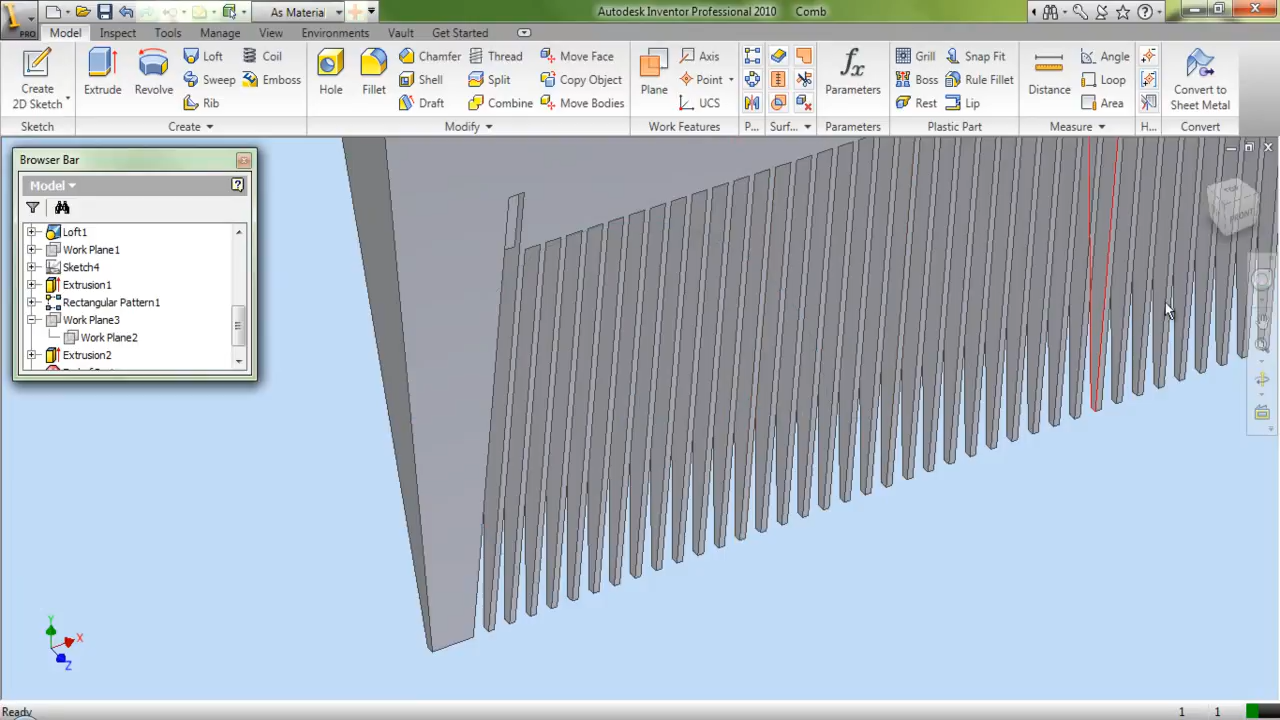 As Material
Autodesk Inventor Professional 2010 Comb
PRO
Model Inspect Tools Manage View Environments Vault Get Started
Create 2D Sketch
Extrude
Revolve
Loft
Coil
Sweep
Emboss
Rib
Hole
Fillet
Chamfer
Thread
Move Face
Shell
Split
Copy Object
Draft
Combine
Move Bodies
Plane
Axis
Point
UCS
Parameters
fx
Grill
Snap Fit
Boss
Rule Fillet
Rest
Lip
Distance
Angle
Loop
Area
Convert to Sheet Metal
Sketch Create Modify Work Features P... Surf... Parameters Plastic Part Measure H... Convert
Browser Bar
Model
Loft1
Work Plane1
Sketch4
Extrusion1
Rectangular Pattern1
Work Plane3
Work Plane2
Extrusion2
FRONT
Y
X
Z
Ready
1 1